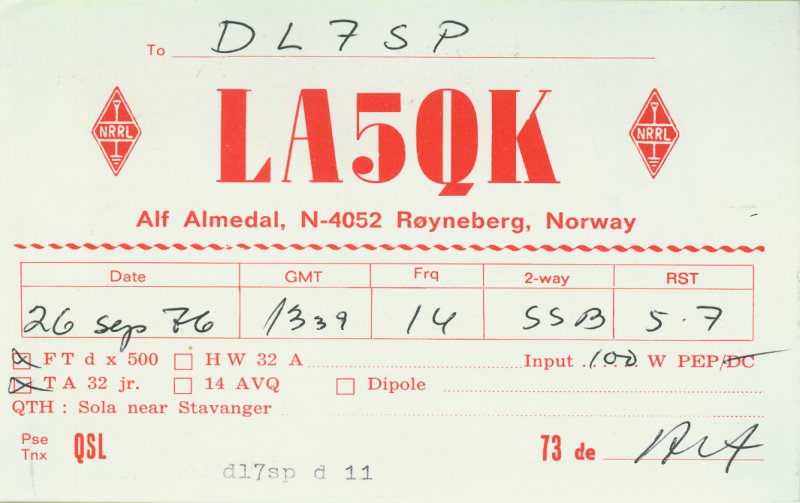 To DL7SP
NRRL LA5QK NRRL
Alf Almedal, N-4052 Røyneberg, Norway
Date GMT Frq 2-way RST
26 sep 76 1339 14 SSB 5.7
FT dx 500 HW 32 A Input 100 W PEP/DC
TA 32 jr. 14 AVQ Dipole
QTH : Sola near Stavanger
Pse Tnx QSL 73 de Alf
dl7sp d 11